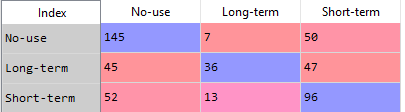 Index No-use Long-term Short-term
No-use 145 7 50
Long-term 45 36 47
Short-term 52 13 96